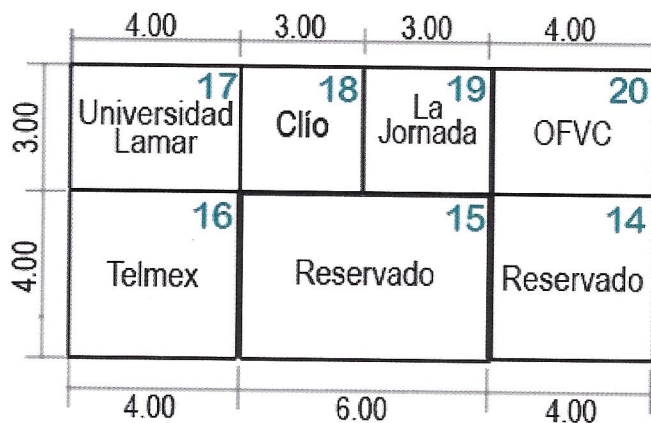 4.00 3.00 3.00 4.00
17 18 19 20
Universidad
Lamar
Clío
La
Jornada
OFVC
3.00
16 15 14
Telmex Reservado Reservado
4.00
4.00 6.00 4.00